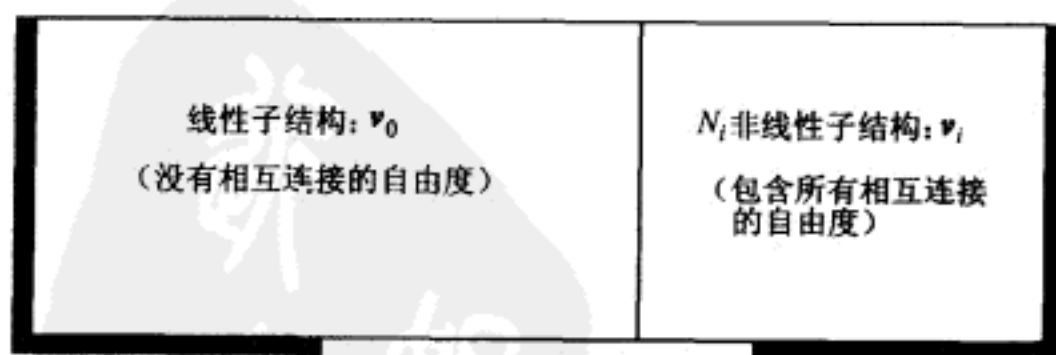 线性子结构：v₀
（没有相互连接的自由度）
Nᵢ非线性子结构：vᵢ
（包含所有相互连接
的自由度）